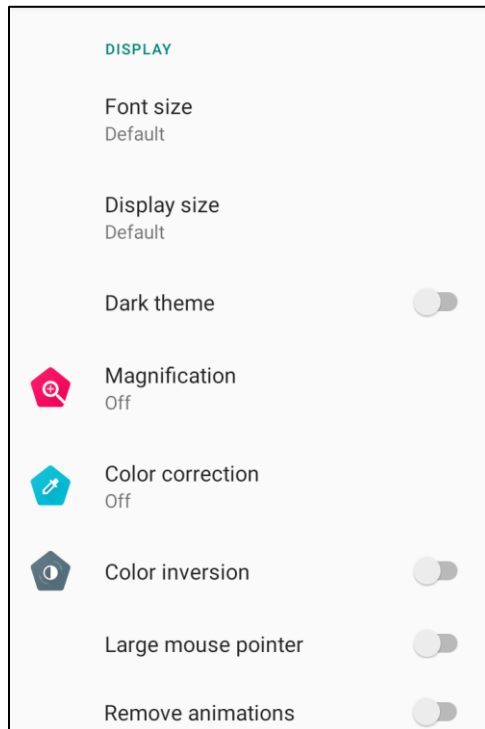 DISPLAY
Font size
Default
Display size
Default
Dark theme
Magnification
Off
Color correction
Off
Color inversion
Large mouse pointer
Remove animations